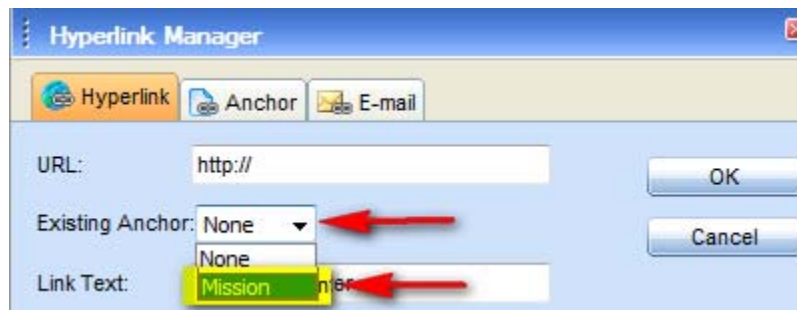 Hyperlink Manager
Hyperlink Anchor E-mail
URL: http:// OK
Existing Anchor: None Cancel
None
Link Text: Mission